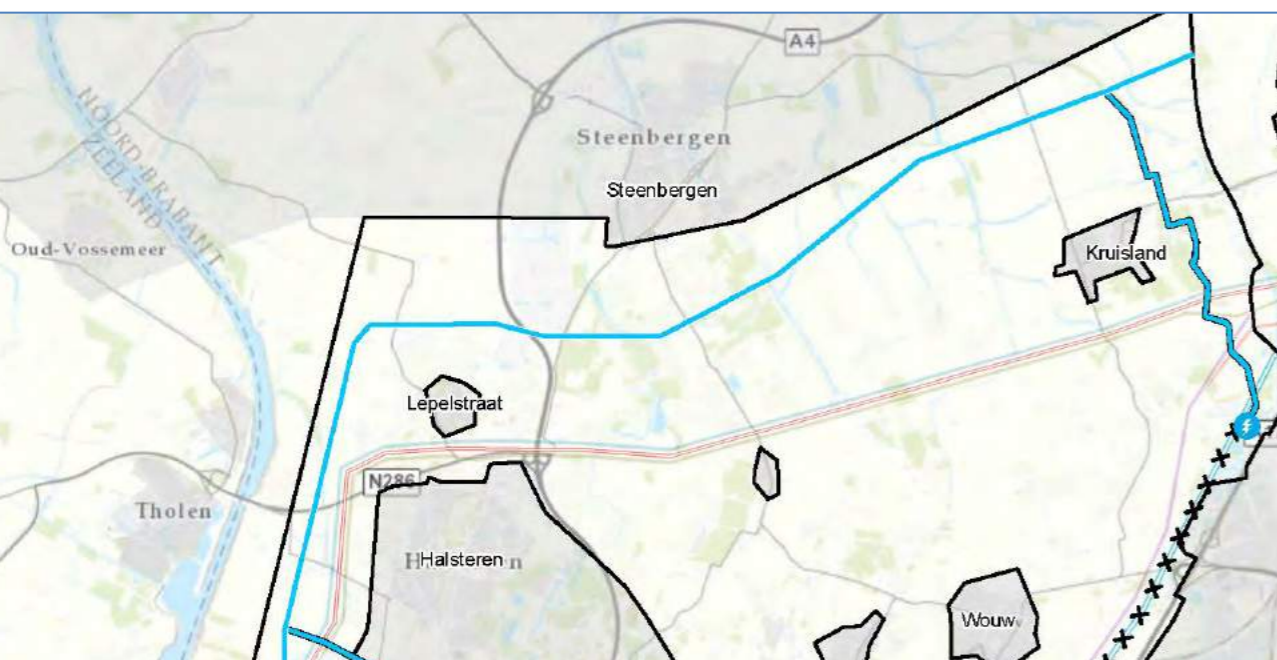 A4
NOORD-BRABANT
ZEELAND
Steenbergen
Steenbergen
Oud-Vossemeer
Kruisland
Lepelstraat
N286
Tholen
Halsteren
Wouw